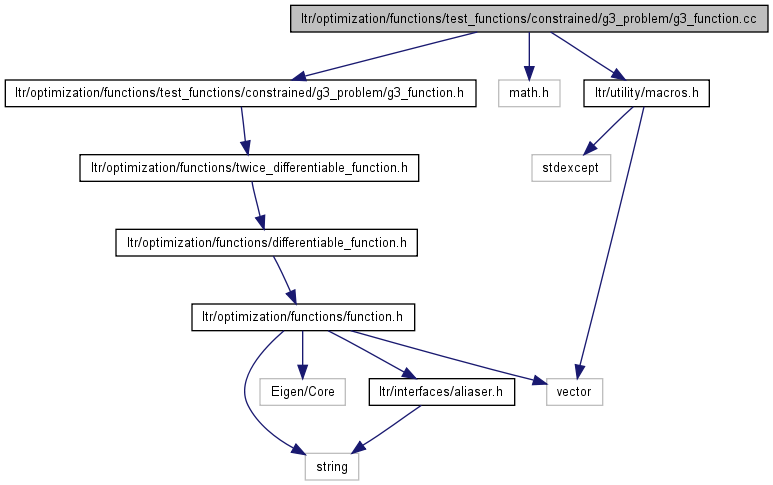 ltr/optimization/functions/test_functions/constrained/g3_problem/g3_function.cc
ltr/optimization/functions/test_functions/constrained/g3_problem/g3_function.h
math.h
ltr/utility/macros.h
ltr/optimization/functions/twice_differentiable_function.h
stdexcept
ltr/optimization/functions/differentiable_function.h
ltr/optimization/functions/function.h
Eigen/Core
ltr/interfaces/aliaser.h
vector
string